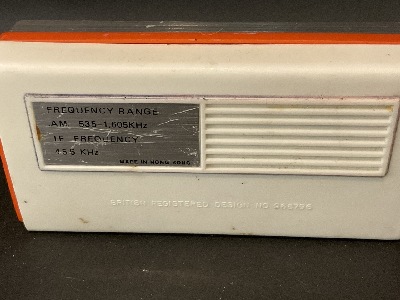 FREQUENCY RANGE
AM. 535-1,605KHz
IF. FREQUENCY
455 KHz
MADE IN HONG KONG
BRITISH REGISTERED DESIGN NO